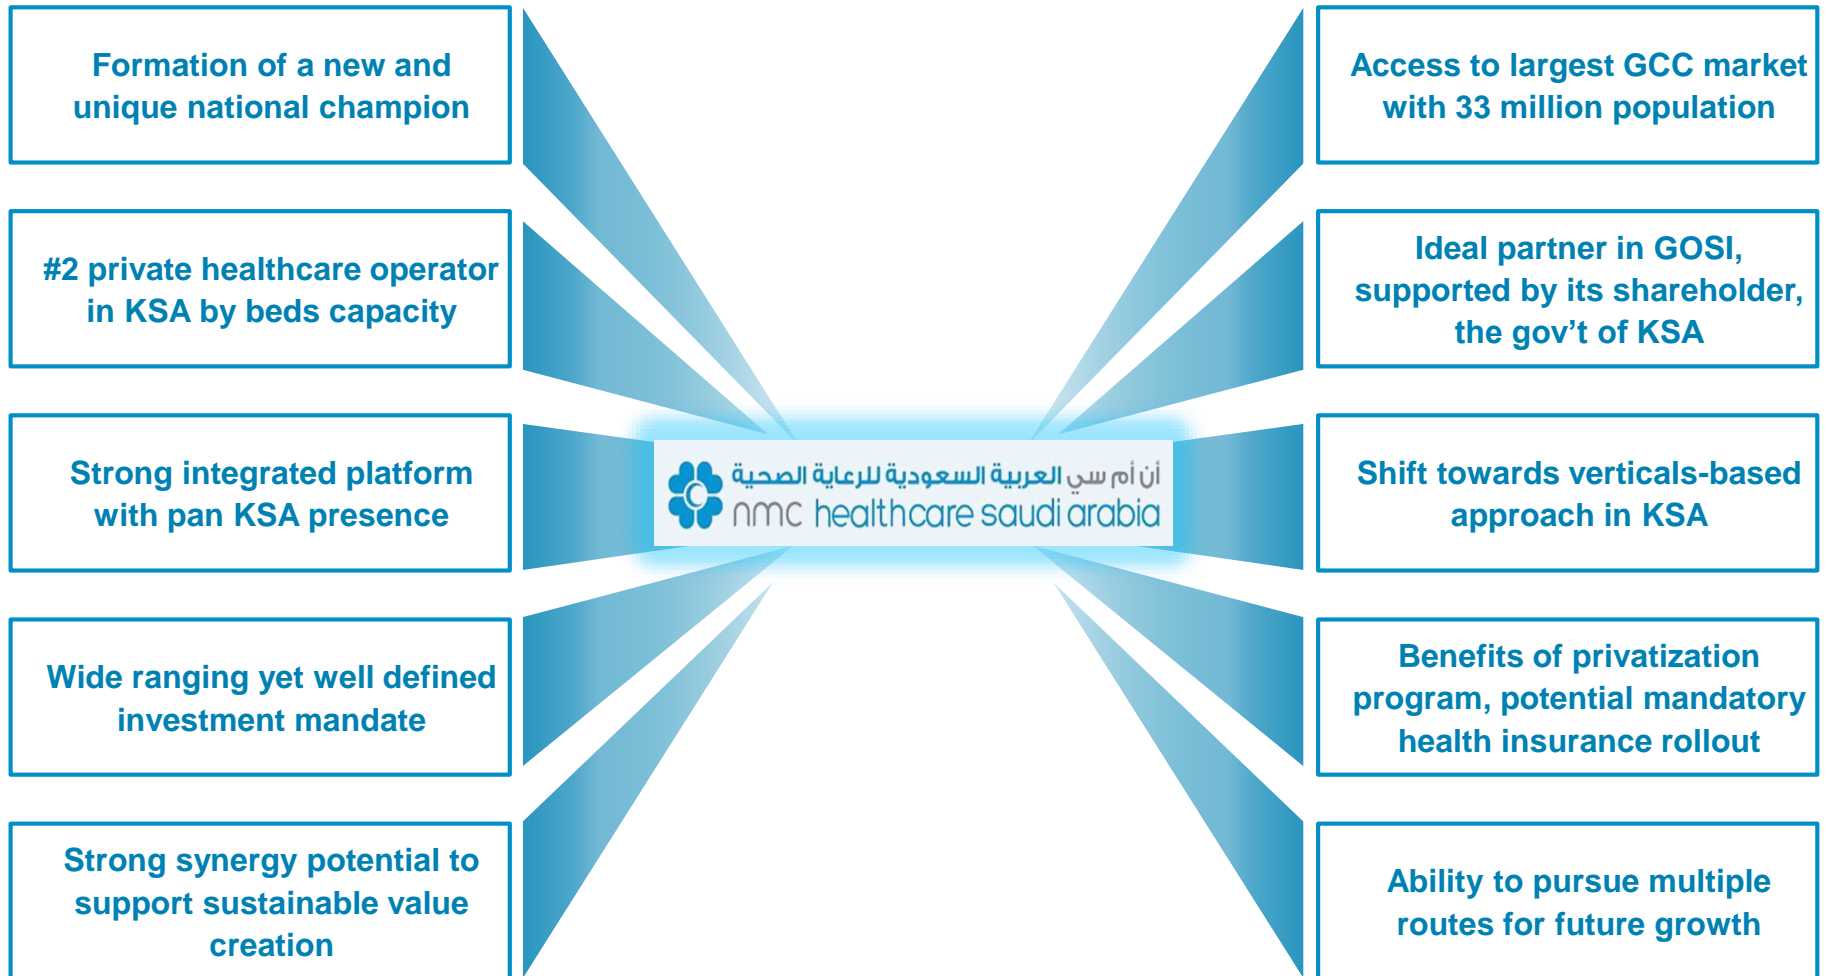 Formation of a new and
unique national champion
#2 private healthcare operator
in KSA by beds capacity
Strong integrated platform
with pan KSA presence
Wide ranging yet well defined
investment mandate
Strong synergy potential to
support sustainable value
creation
أن أم سي العربية السعودية للرعاية الصحية
nmc healthcare saudi arabia
Access to largest GCC market
with 33 million population
Ideal partner in GOSI,
supported by its shareholder,
the gov’t of KSA
Shift towards verticals-based
approach in KSA
Benefits of privatization
program, potential mandatory
health insurance rollout
Ability to pursue multiple
routes for future growth